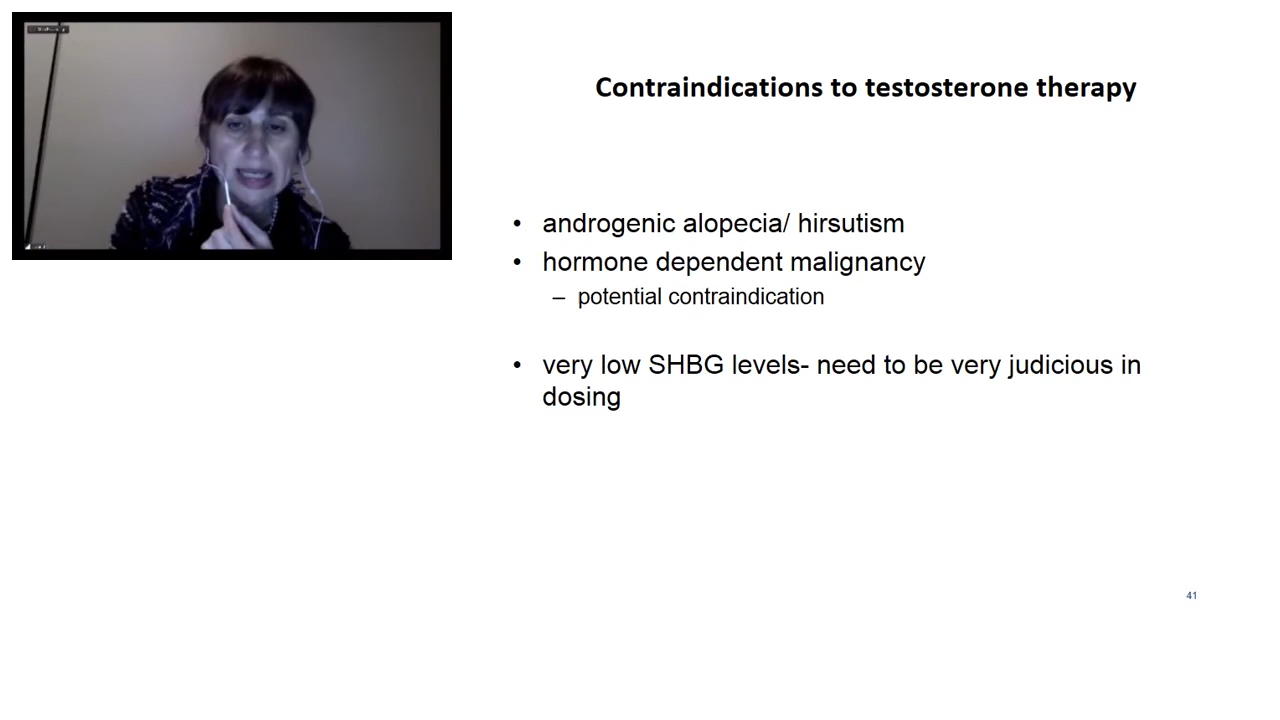 Contraindications to testosterone therapy
• androgenic alopecia/ hirsutism
• hormone dependent malignancy
– potential contraindication
• very low SHBG levels- need to be very judicious in
dosing
41